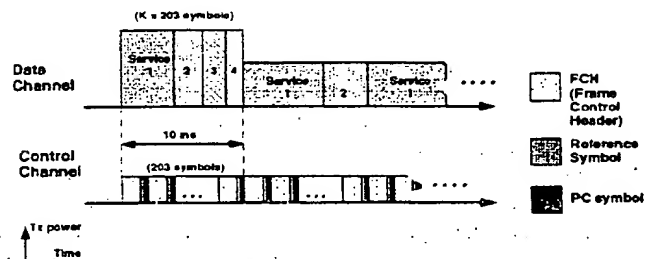 (K = 203 symbols)
Data Channel
Service 1
2
3
4
Service 1
2
Service 1
....
10 ms
Control Channel
(203 symbols)
...
...
....
Tx power
Time
FCH (Frame Control Header)
Reference Symbol
PC symbol